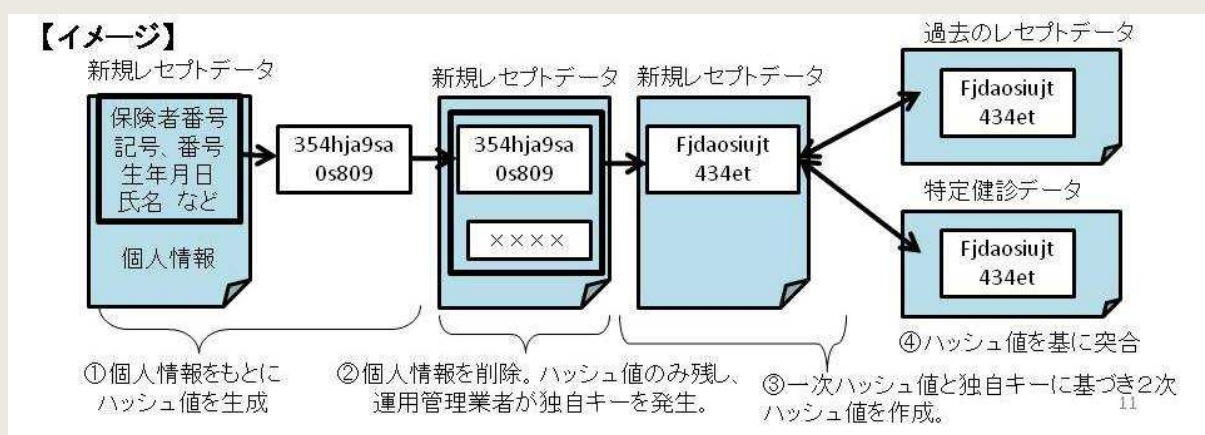 【イメージ】
新規レセプトデータ
保険者番号
記号、番号
生年月日
氏名 など
個人情報
354hja9sa
0s809
新規レセプトデータ
354hja9sa
0s809
××××
新規レセプトデータ
Fjdaosiujt
434et
過去のレセプトデータ
Fjdaosiujt
434et
特定健診データ
Fjdaosiujt
434et
①個人情報をもとに
ハッシュ値を生成
②個人情報を削除。ハッシュ値のみ残し、
運用管理業者が独自キーを発生。
③一次ハッシュ値と独自キーに基づき2次
ハッシュ値を作成。
④ハッシュ値を基に突合
11